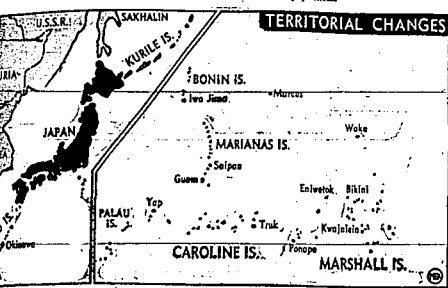 TERRITORIAL CHANGES
U.S.S.R.
SAKHALIN
KURILE IS.
JAPAN
Okinawa
BONIN IS.
Iwo Jima
Marcus
Wake
MARIANAS IS.
Saipan
Guam
Eniwetok
Bikini
PALAU
IS.
Yap
Truk
Kwajalein
Ponape
CAROLINE IS.
MARSHALL IS.